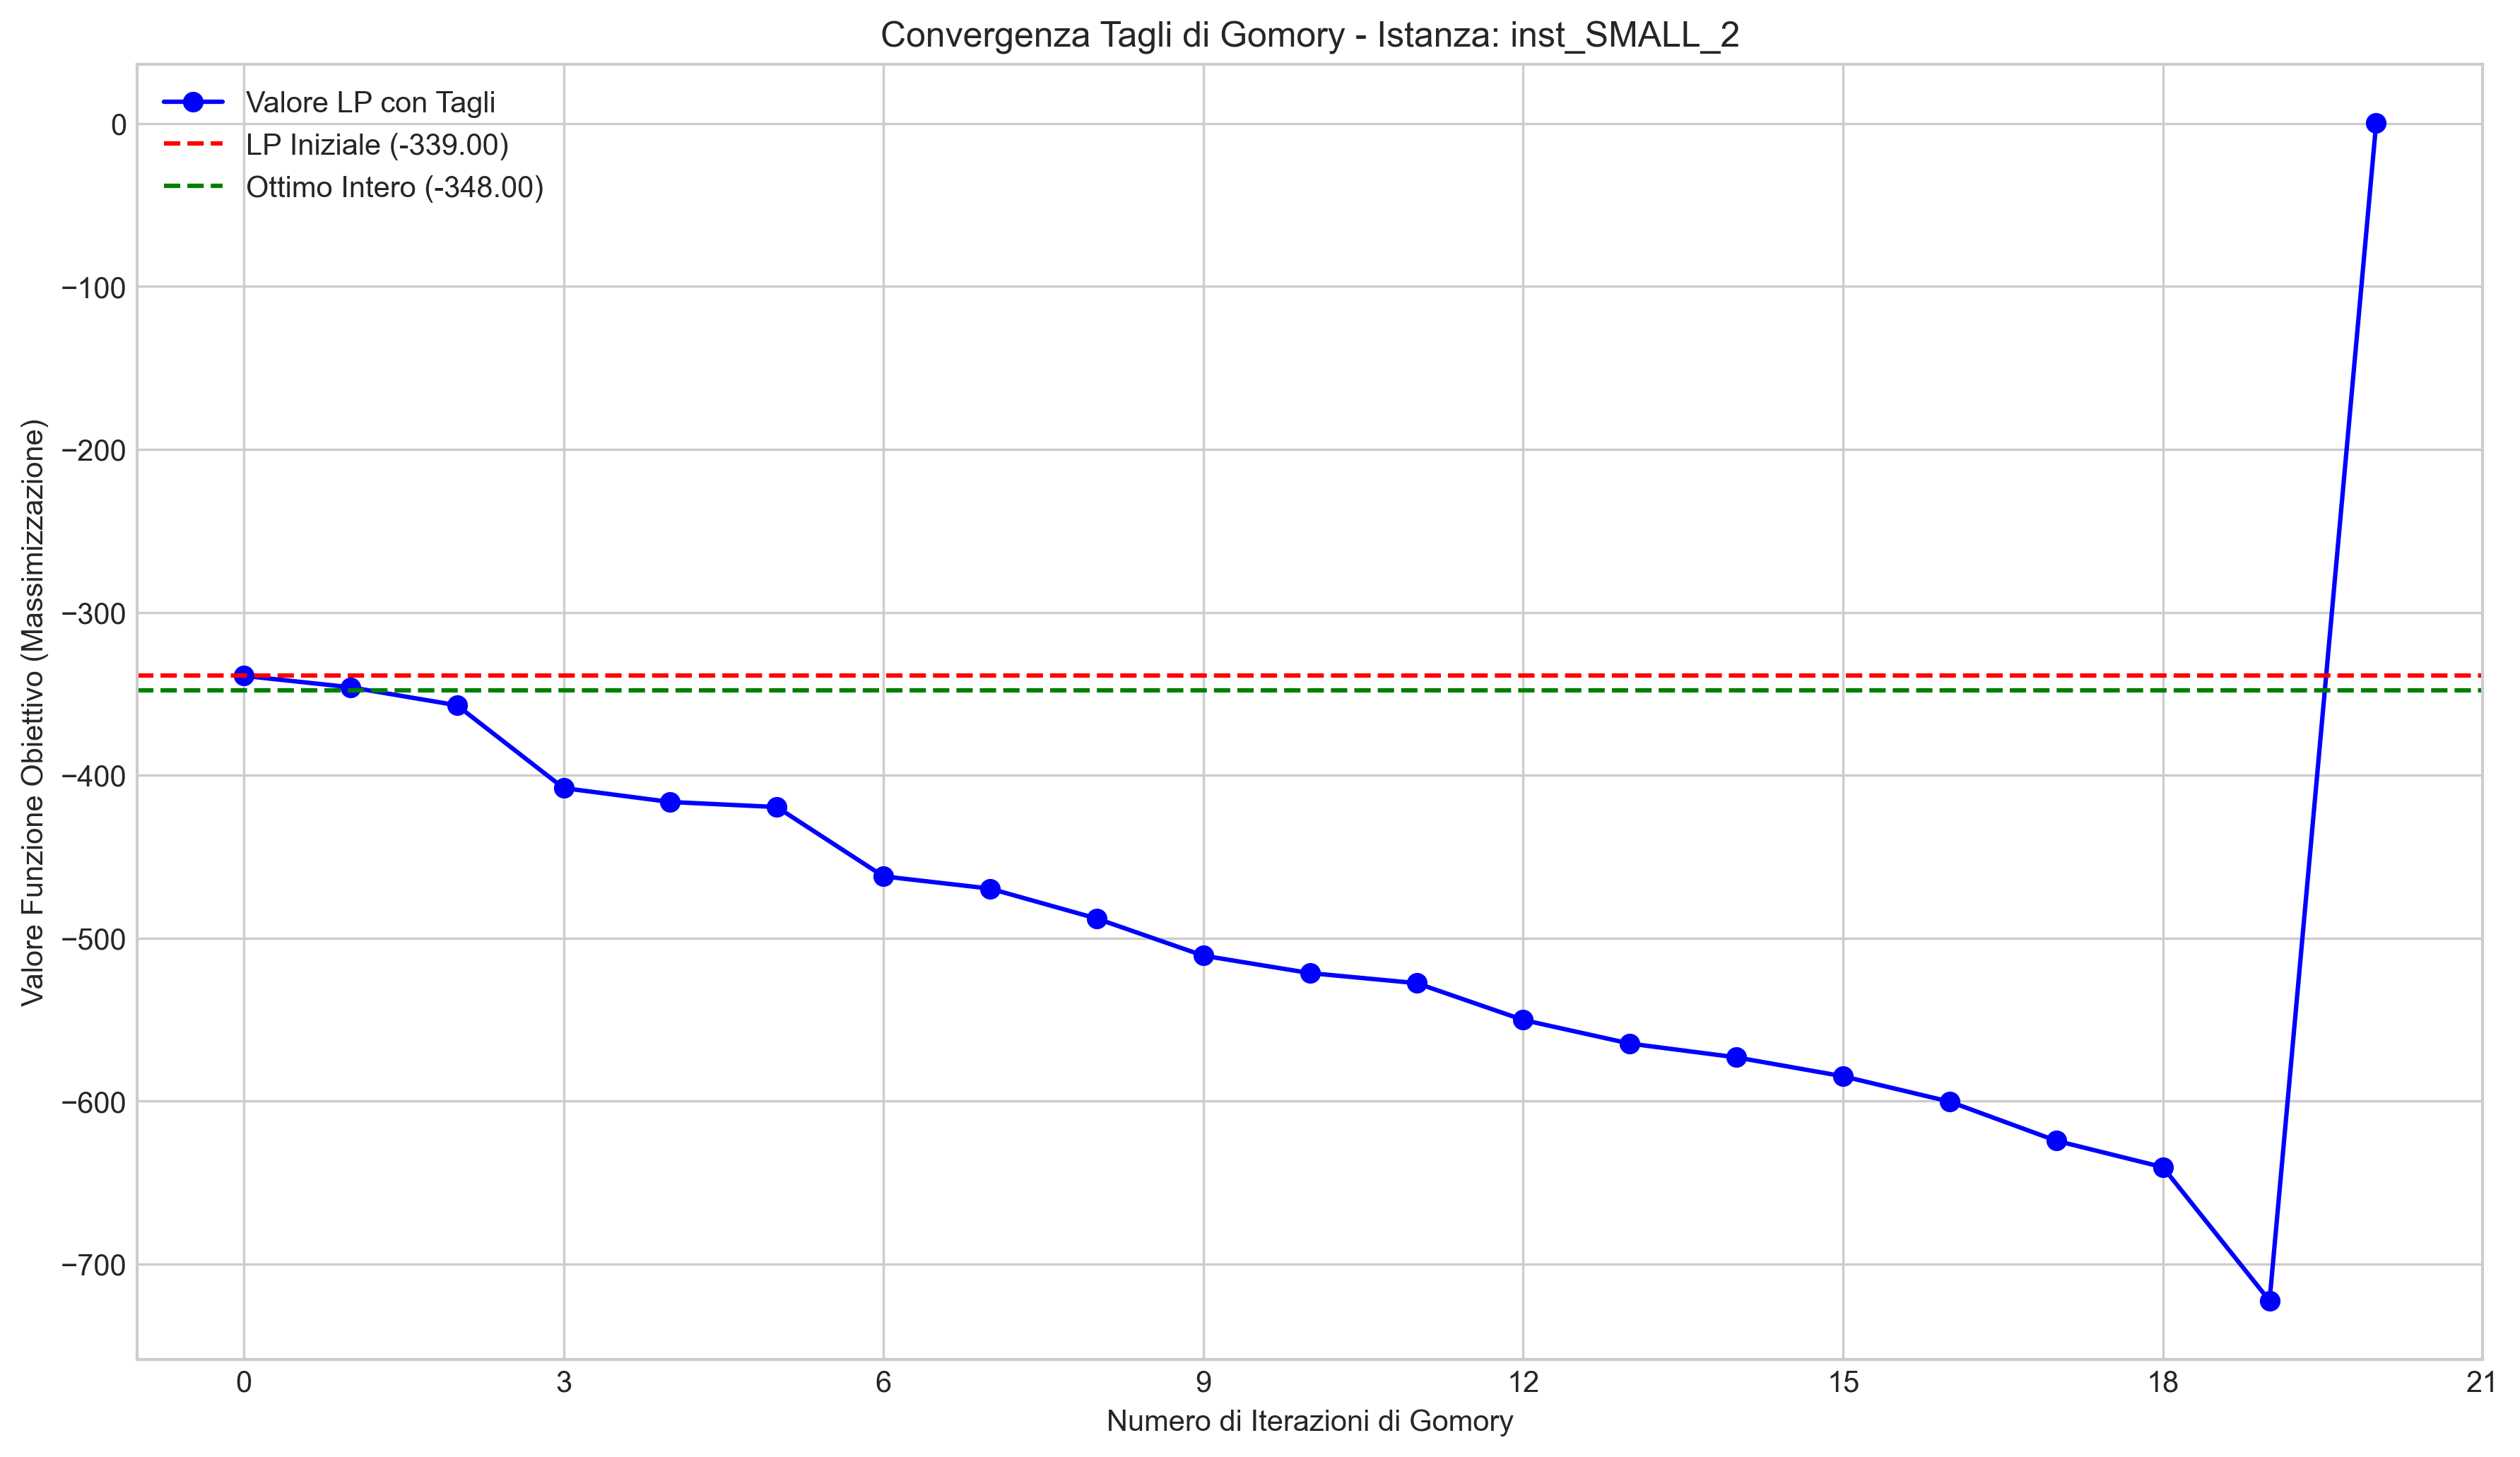 Convergenza Tagli di Gomory - Istanza: inst_SMALL_2
Valore LP con Tagli
LP Iniziale (-339.00)
Ottimo Intero (-348.00)
Valore Funzione Obiettivo (Massimizzazione)
0
−100
−200
−300
−400
−500
−600
−700
0 3 6 9 12 15 18 21
Numero di Iterazioni di Gomory